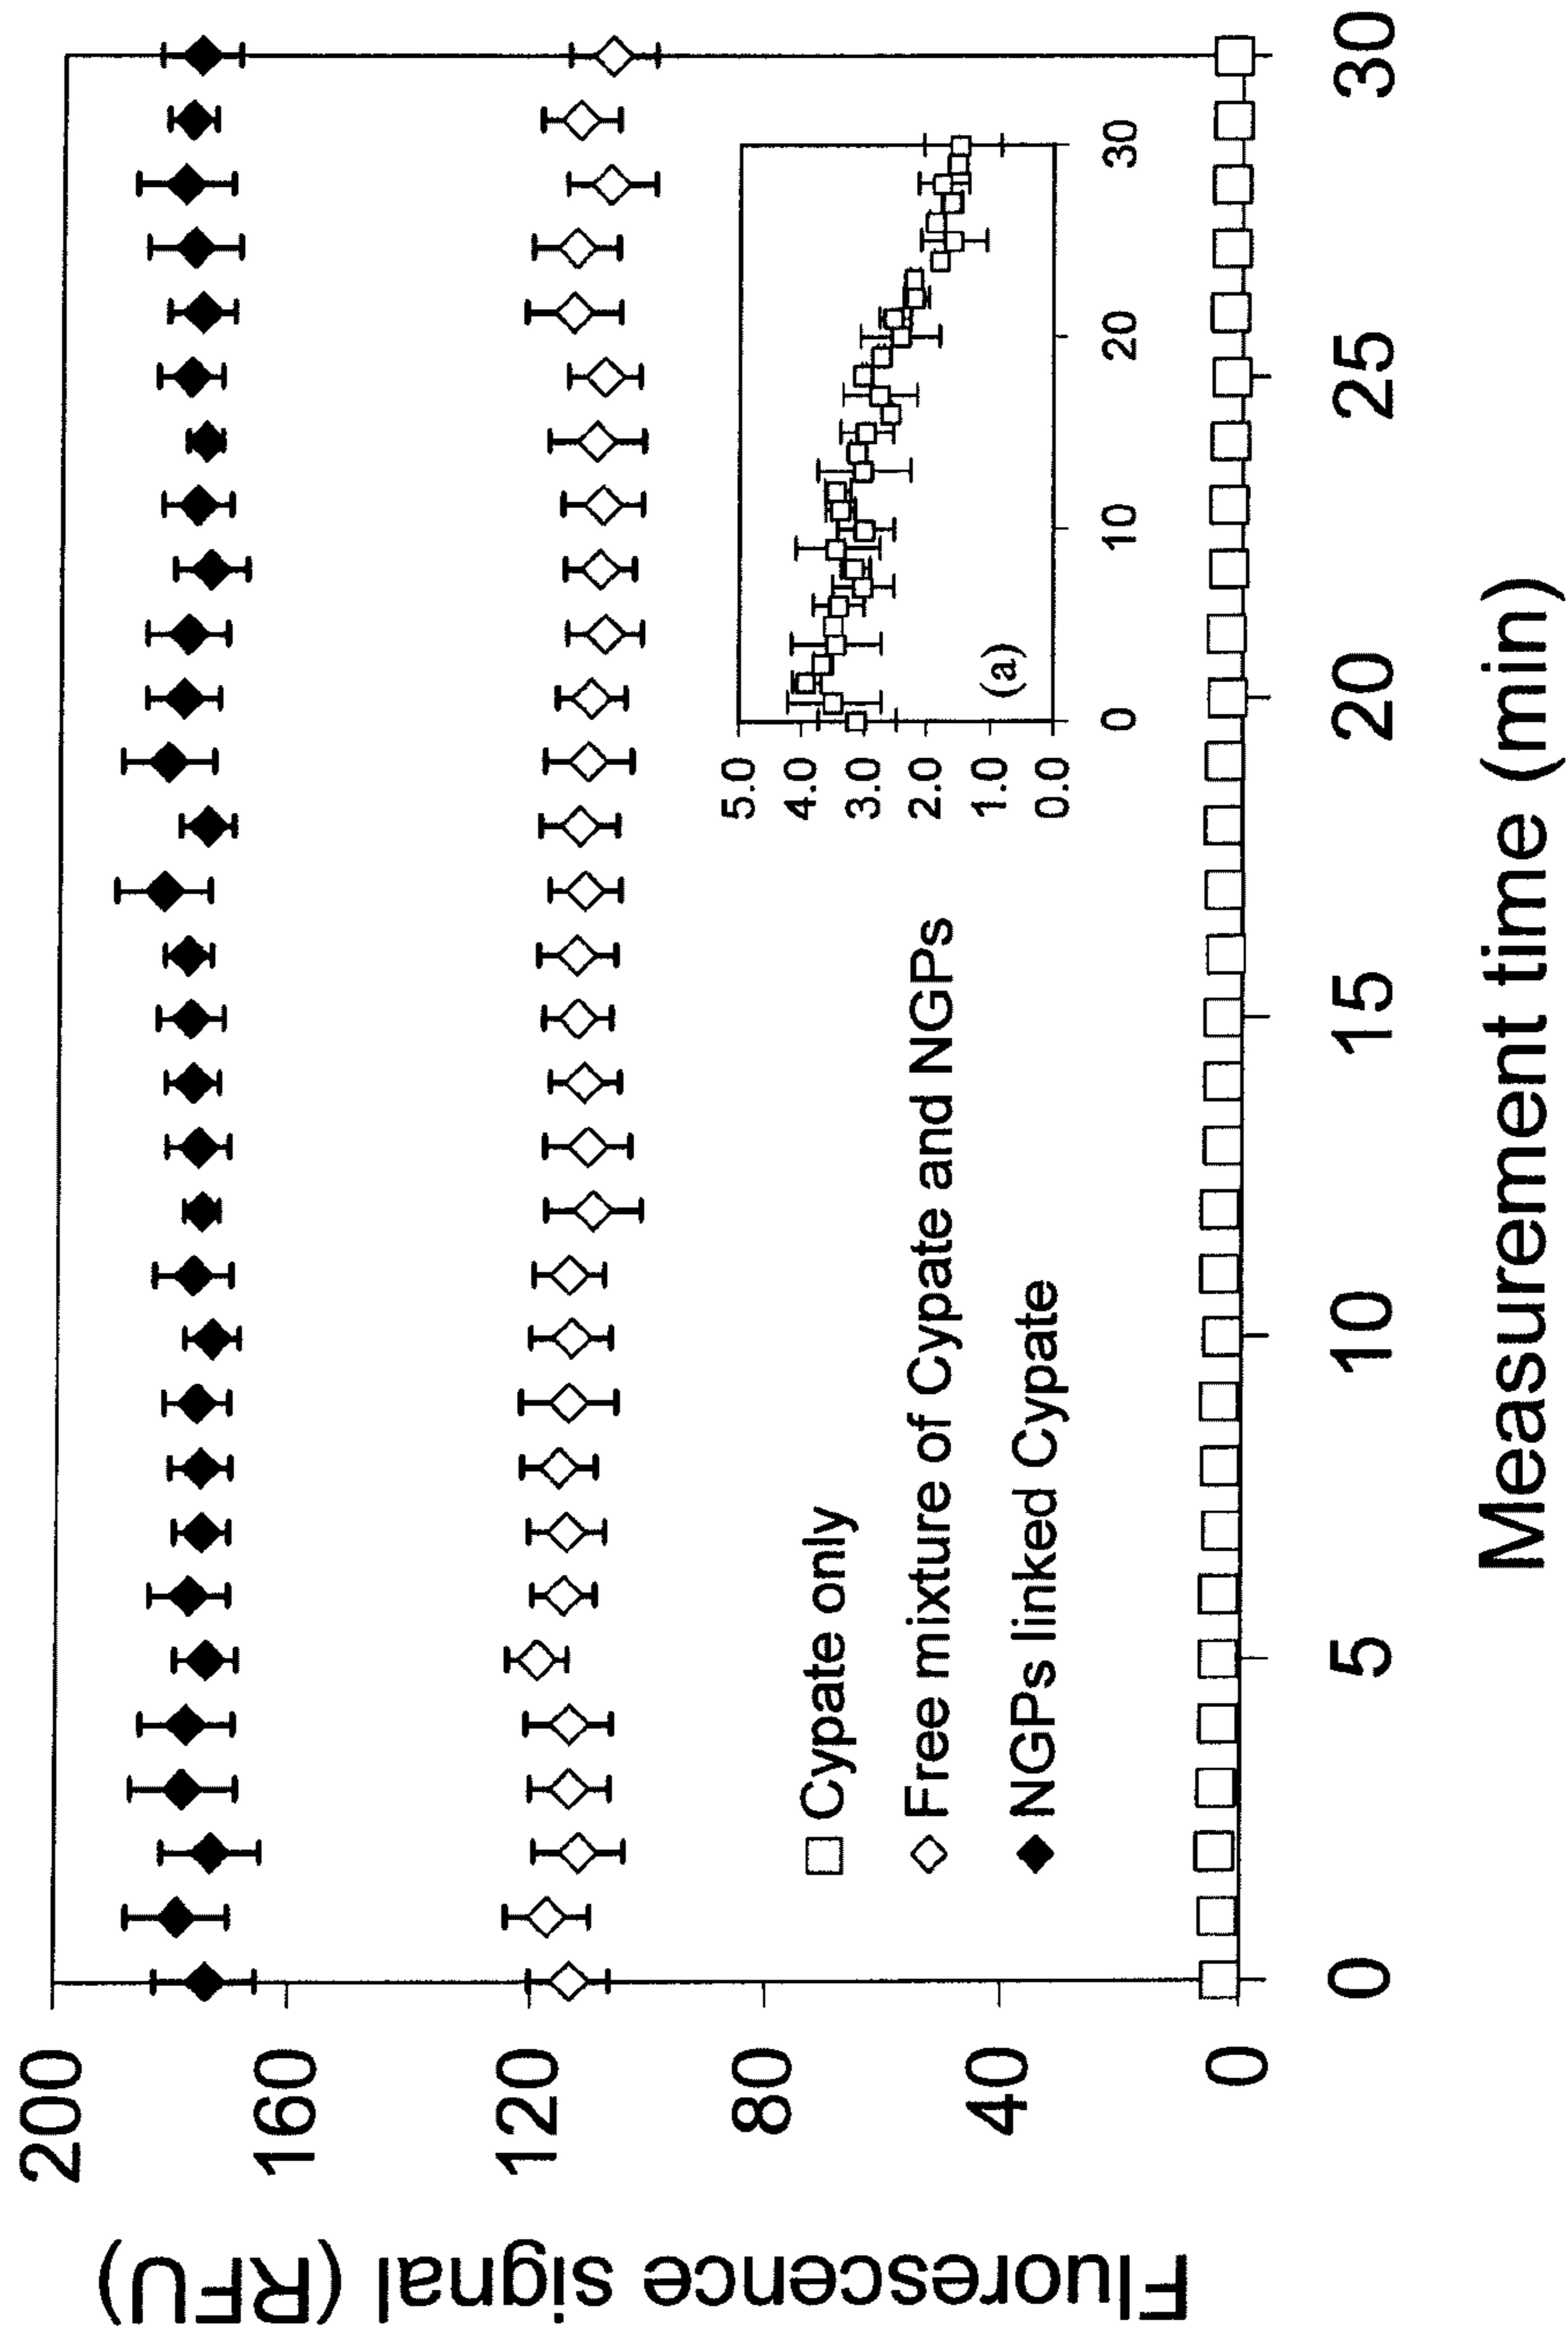 Fluorescence signal (RFU)
200
160
120
80
40
0
Cypate only
Free mixture of Cypate and NGPs
NGPs linked Cypate
5.0
4.0
3.0
2.0
1.0
0.0
(a)
0 10 20 30
0 5 10 15 20 25 30
Measurement time (min)